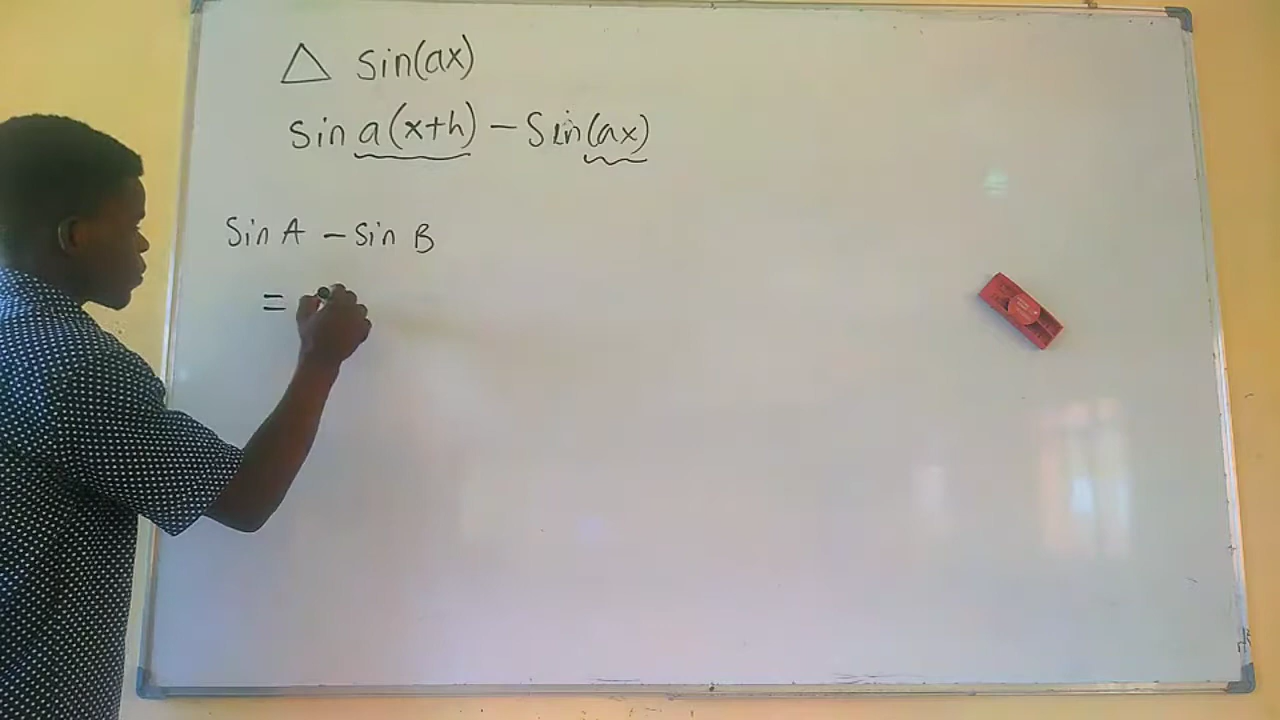 △ sin(ax)
sin a(x+h) - Sin(ax)
Sin A - Sin B
=